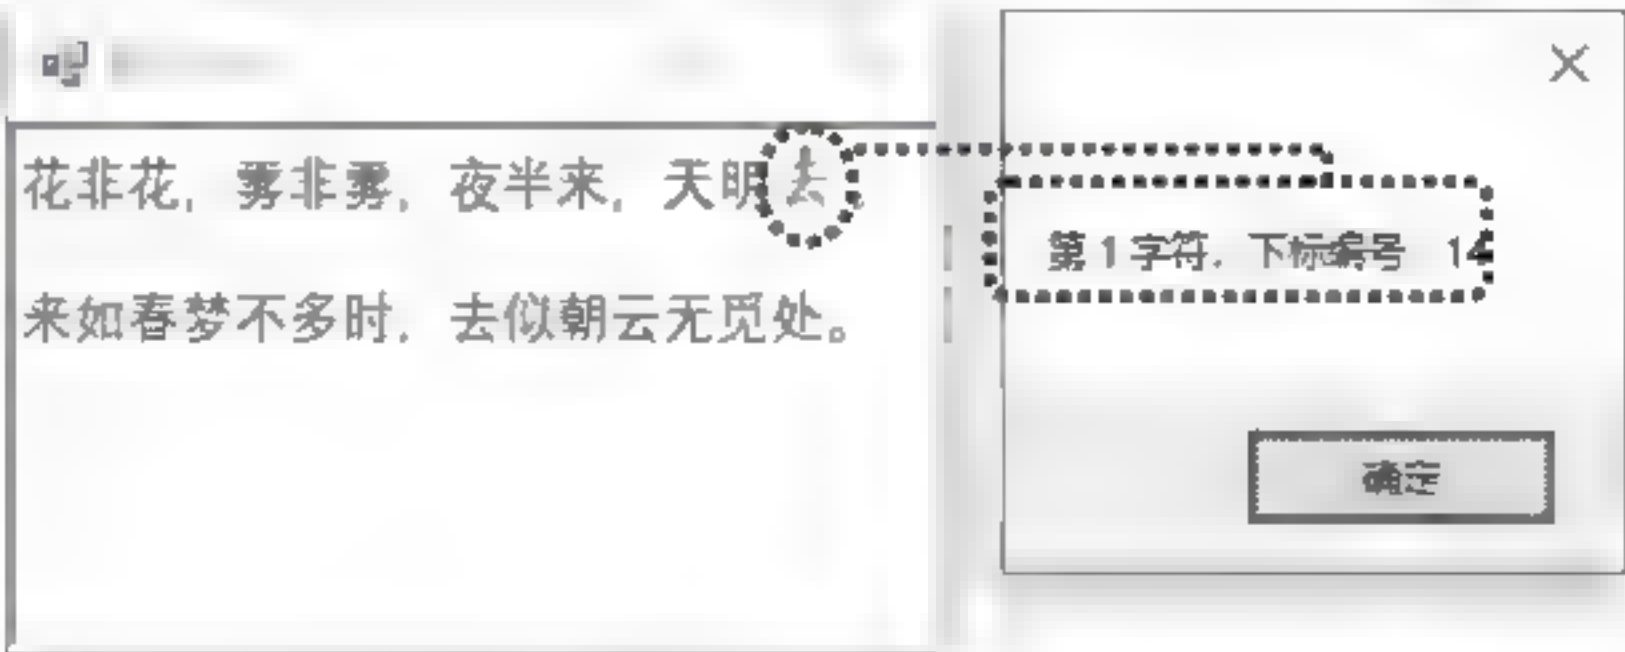 花非花，雾非雾，夜半来，天明去
来如春梦不多时，去似朝云无觅处。
第1字符，下标编号 14
确定